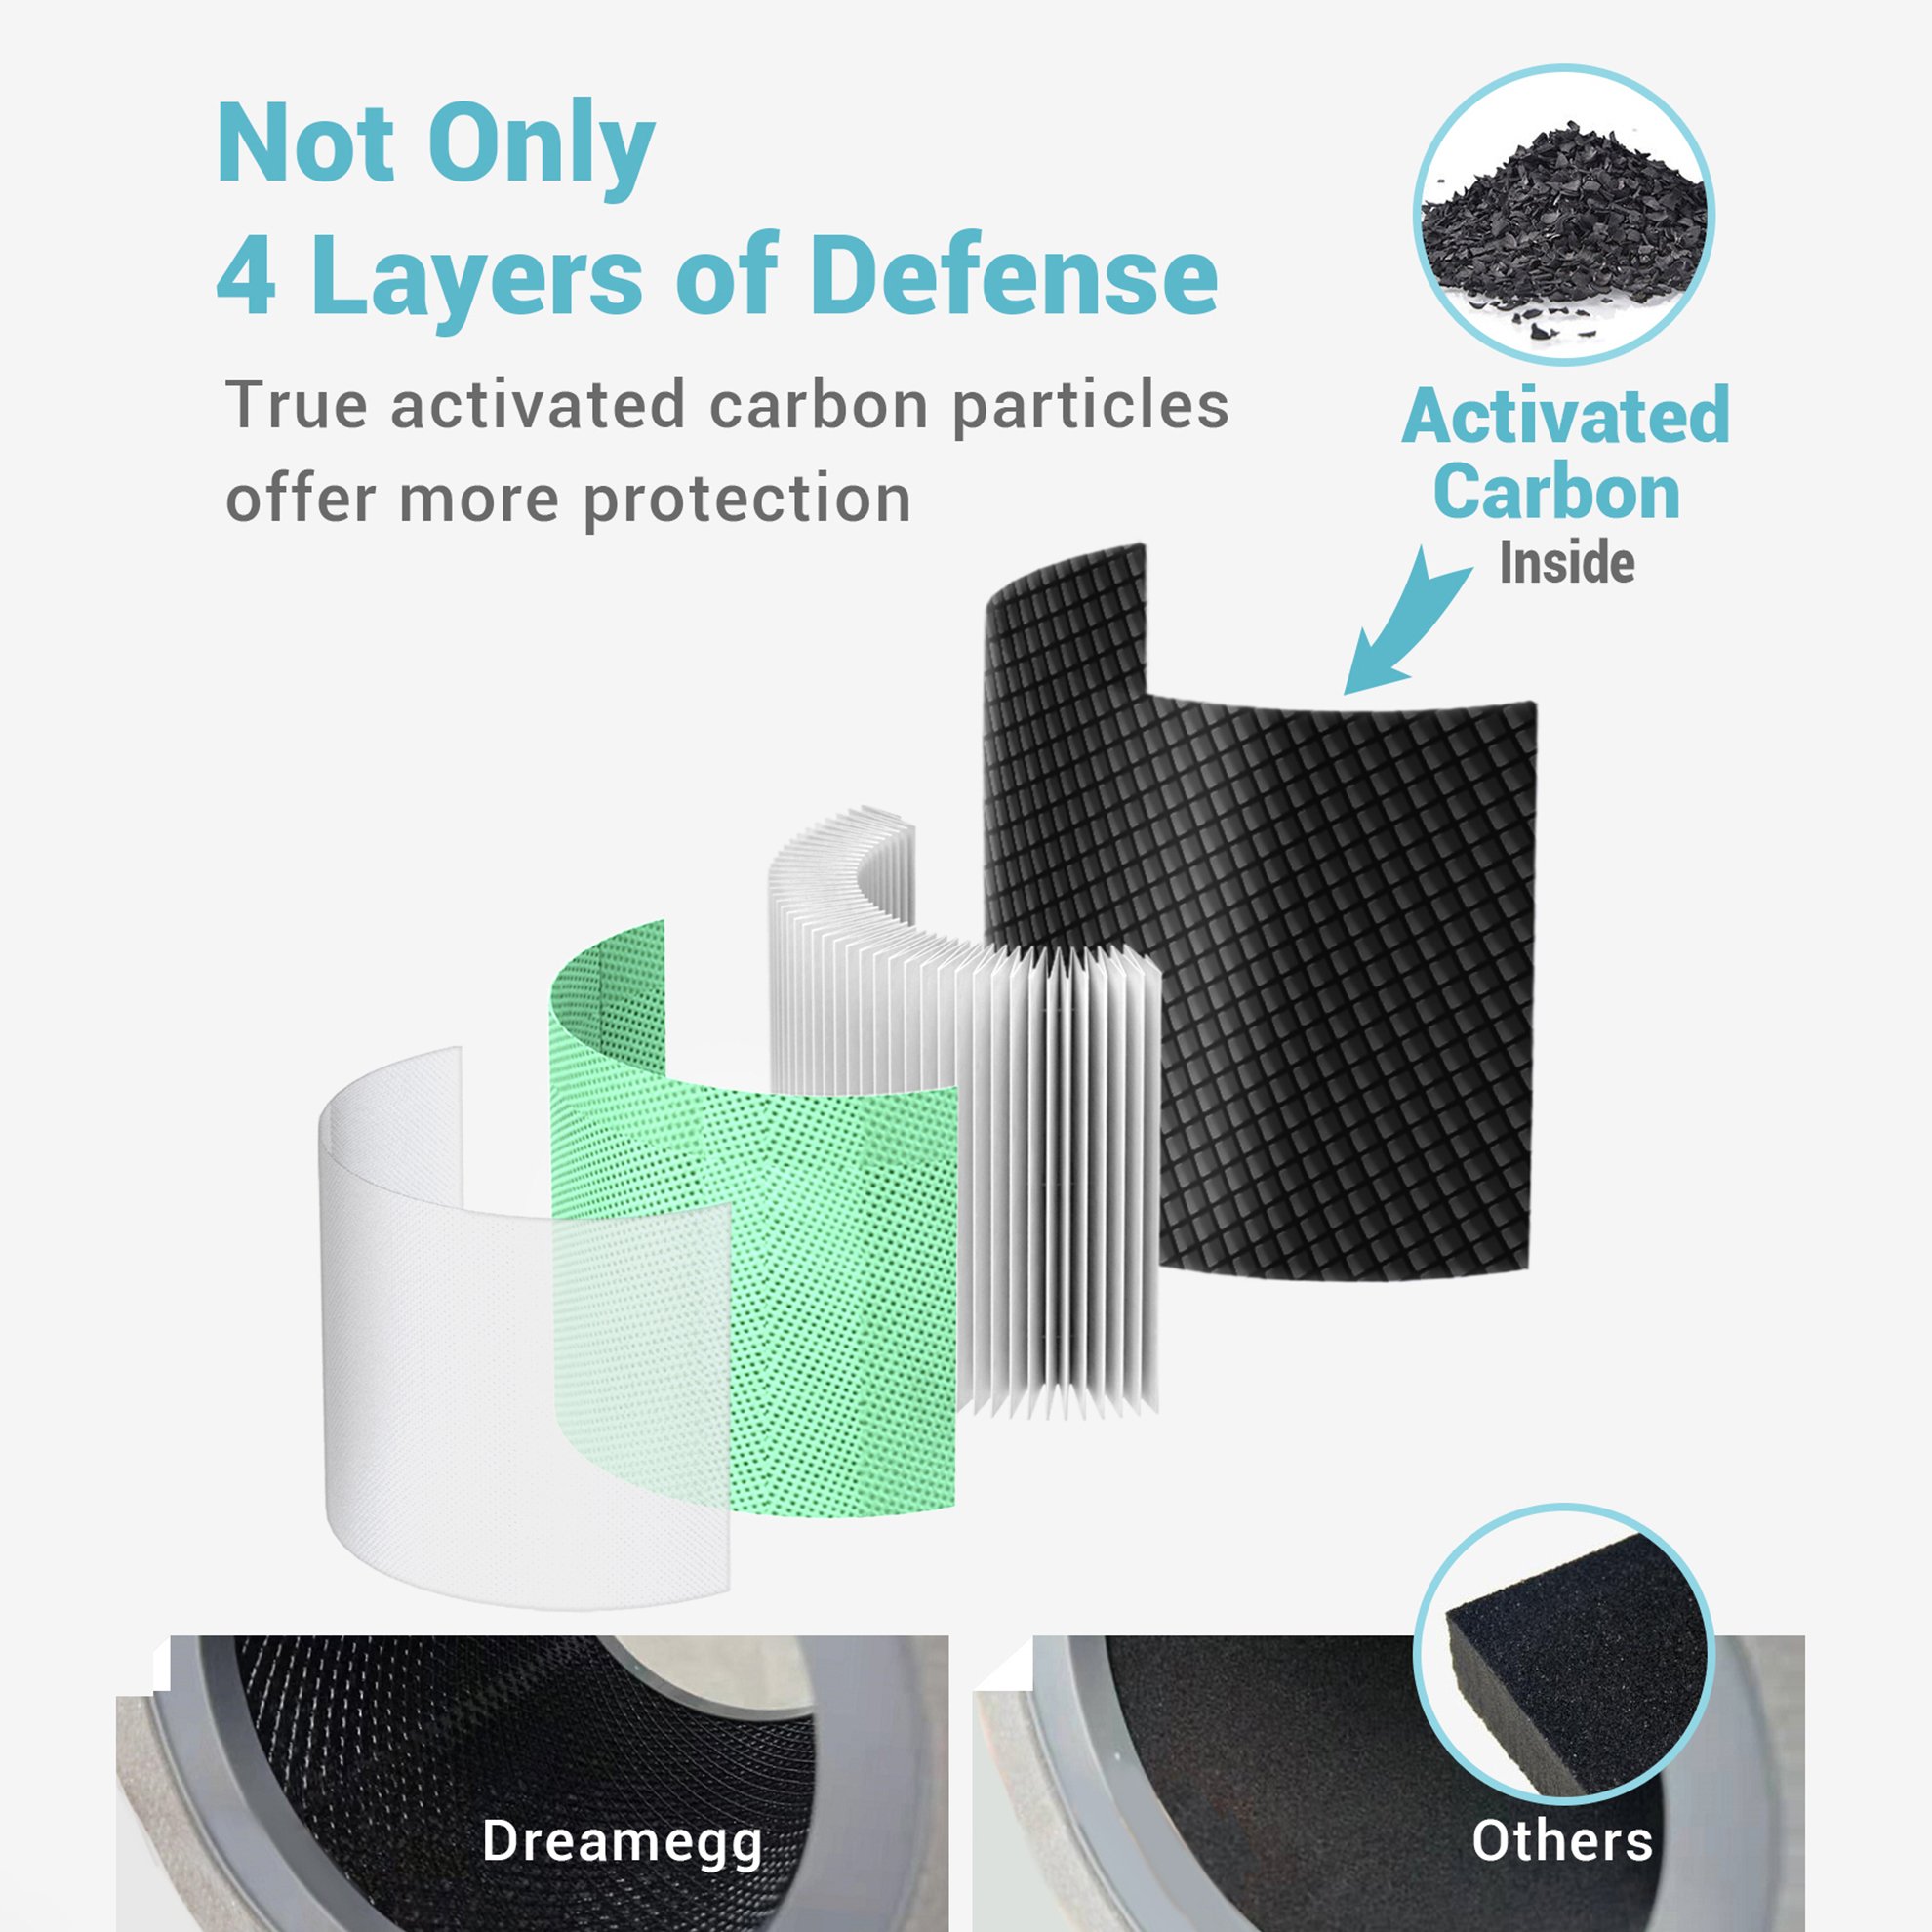 Not Only
4 Layers of Defense
True activated carbon particles
offer more protection
Activated
Carbon
Inside
Dreamegg
Others